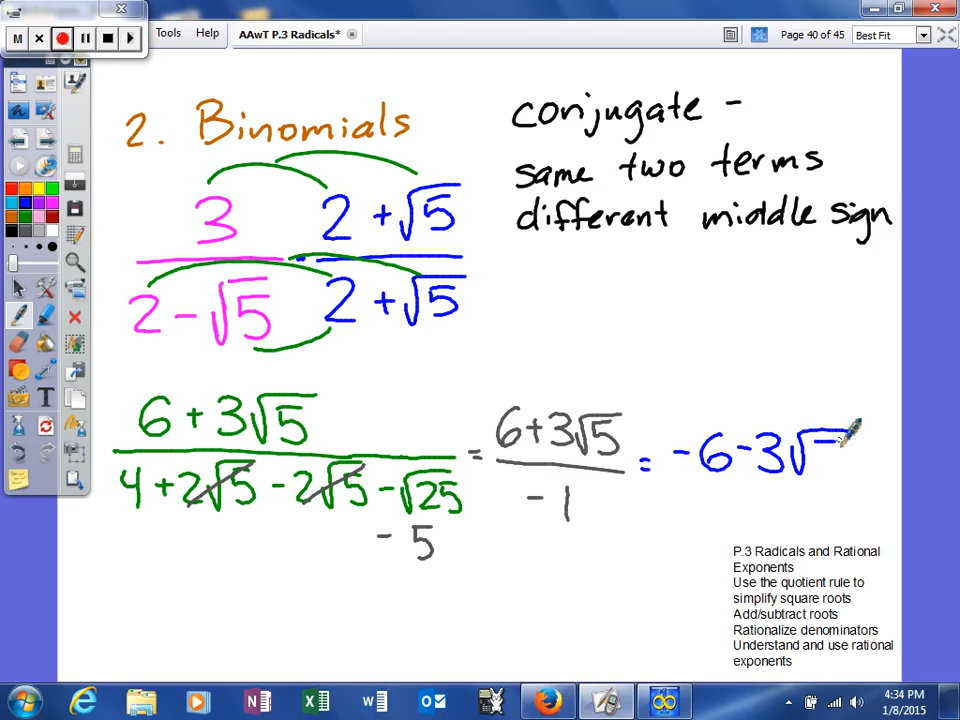 M
Tools Help AAwT P.3 Radicals* Page 40 of 45 Best Fit
2. Binomials
conjugate -
same two terms
different middle sign
3 2 + √5
2 - √5 · 2 + √5
6 + 3√5
4 + 2√5 - 2√5 - √25
- 5
= 6 + 3√5
- 1
= - 6 - 3√
P.3 Radicals and Rational
Exponents
Use the quotient rule to
simplify square roots
Add/subtract roots
Rationalize denominators
Understand and use rational
exponents
T
N X W O
4:34 PM
1/8/2015